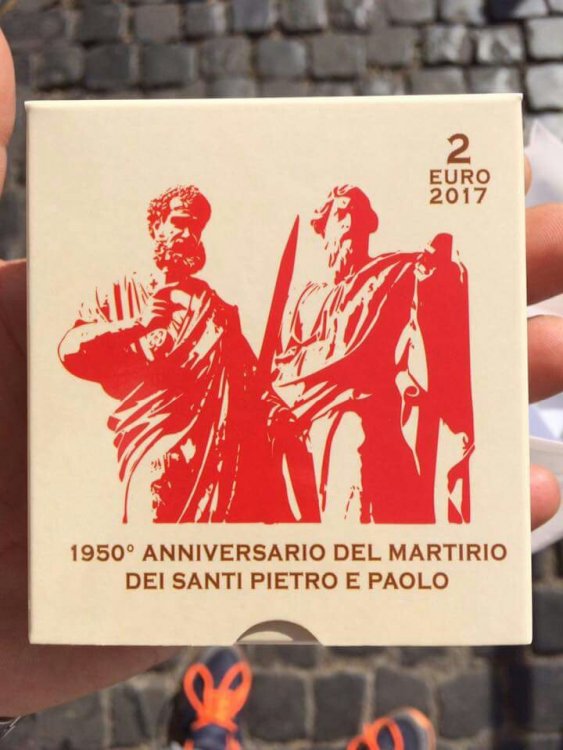 2
EURO
2017
1950° ANNIVERSARIO DEL MARTIRIO
DEI SANTI PIETRO E PAOLO